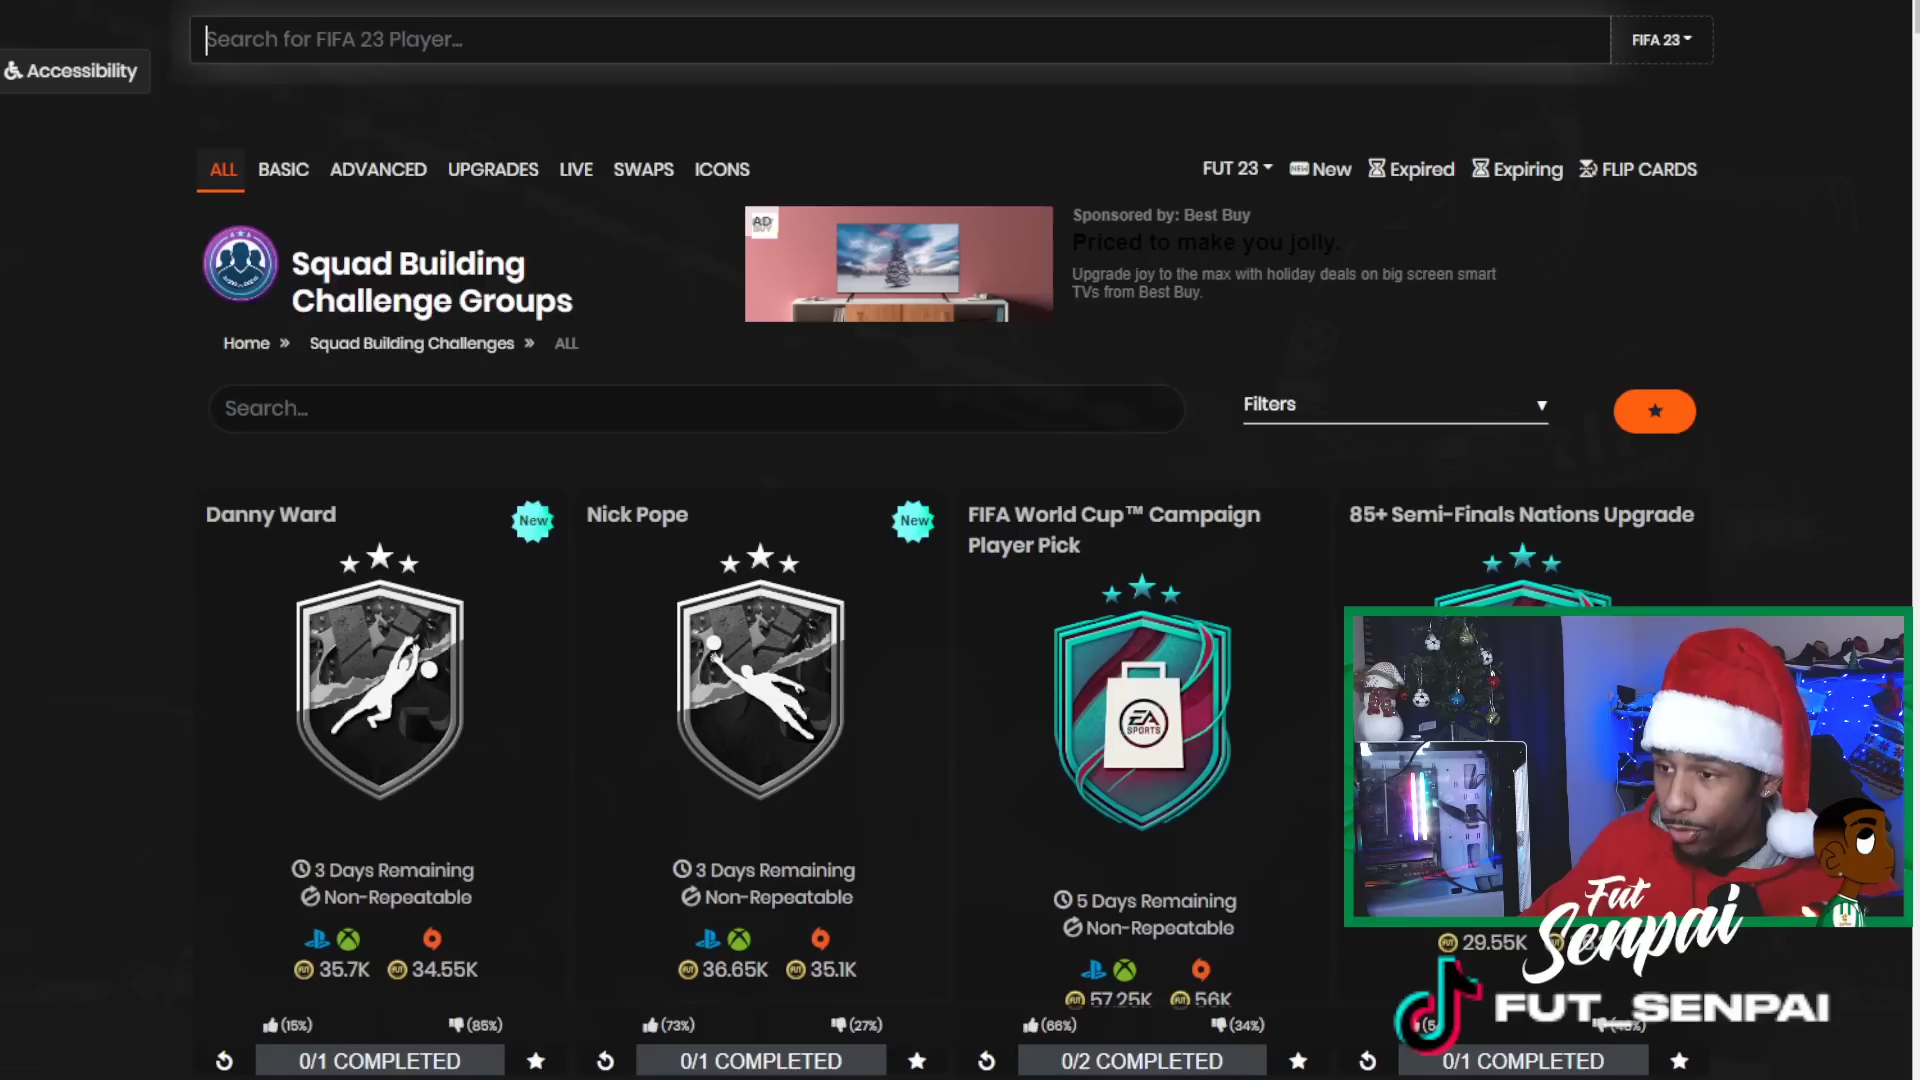 Search for FIFA 23 Player...
FIFA 23
Accessibility
ALL BASIC ADVANCED UPGRADES LIVE SWAPS ICONS
FUT 23 New Expired Expiring FLIP CARDS
Squad Building
Challenge Groups
Home » Squad Building Challenges » ALL
AD
Sponsored by: Best Buy
Priced to make you jolly.
Upgrade joy to the max with holiday deals on big screen smart
TVs from Best Buy.
Search...
Filters
Danny Ward
New
3 Days Remaining
Non-Repeatable
35.7K 34.55K
(15%) (85%)
0/1 COMPLETED
Nick Pope
New
3 Days Remaining
Non-Repeatable
36.65K 35.1K
(73%) (27%)
0/1 COMPLETED
FIFA World Cup™ Campaign
Player Pick
EA
SPORTS
5 Days Remaining
Non-Repeatable
57.25K 56K
(66%) (34%)
0/2 COMPLETED
85+ Semi-Finals Nations Upgrade
29.55K
0/1 COMPLETED
Fut
Senpai
FUT_SENPAI